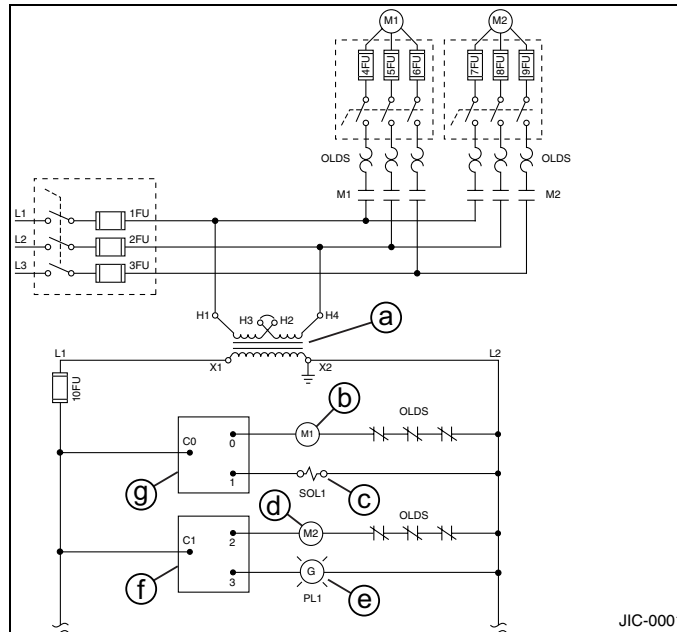 M1 M2
4FU 5FU 6FU 7FU 8FU 9FU
OLDS OLDS
M1 M2
L1 1FU
L2 2FU
L3 3FU
H1 H3 H2 H4
a
L1 X1 X2 L2
10FU
b
OLDS
C0 0 M1
1
g SOL1 c
d
OLDS
C1 2 M2
3 G
f PL1 e
JIC-000